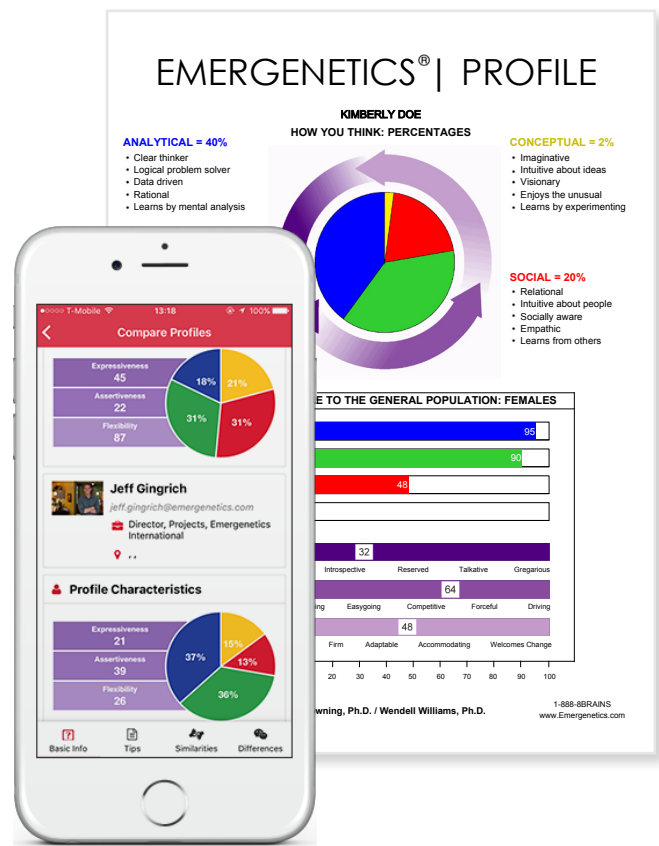 EMERGENETICS® | PROFILE
KIMBERLY DOE
HOW YOU THINK: PERCENTAGES
ANALYTICAL = 40%
• Clear thinker
• Logical problem solver
• Data driven
• Rational
• Learns by mental analysis
CONCEPTUAL = 2%
• Imaginative
• Intuitive about ideas
• Visionary
• Enjoys the unusual
• Learns by experimenting
SOCIAL = 20%
• Relational
• Intuitive about people
• Socially aware
• Empathic
• Learns from others
E TO THE GENERAL POPULATION: FEMALES
95
90
48
32
Introspective Reserved Talkative Gregarious
64
Easygoing Competitive Forceful Driving
48
Firm Adaptable Accommodating Welcomes Change
20 30 40 50 60 70 80 90 100
wning, Ph.D. / Wendell Williams, Ph.D.
1-888-8BRAINS
www.Emergenetics.com
T-Mobile 13:18 100%
Compare Profiles
Expressiveness
45
Assertiveness
22
Flexibility
87
18% 21%
31% 31%
Jeff Gingrich
jeff.gingrich@emergenetics.com
Director, Projects, Emergenetics
International
, ,
Profile Characteristics
Expressiveness
21
Assertiveness
39
Flexibility
26
15%
37% 13%
36%
Basic Info Tips Similarities Differences